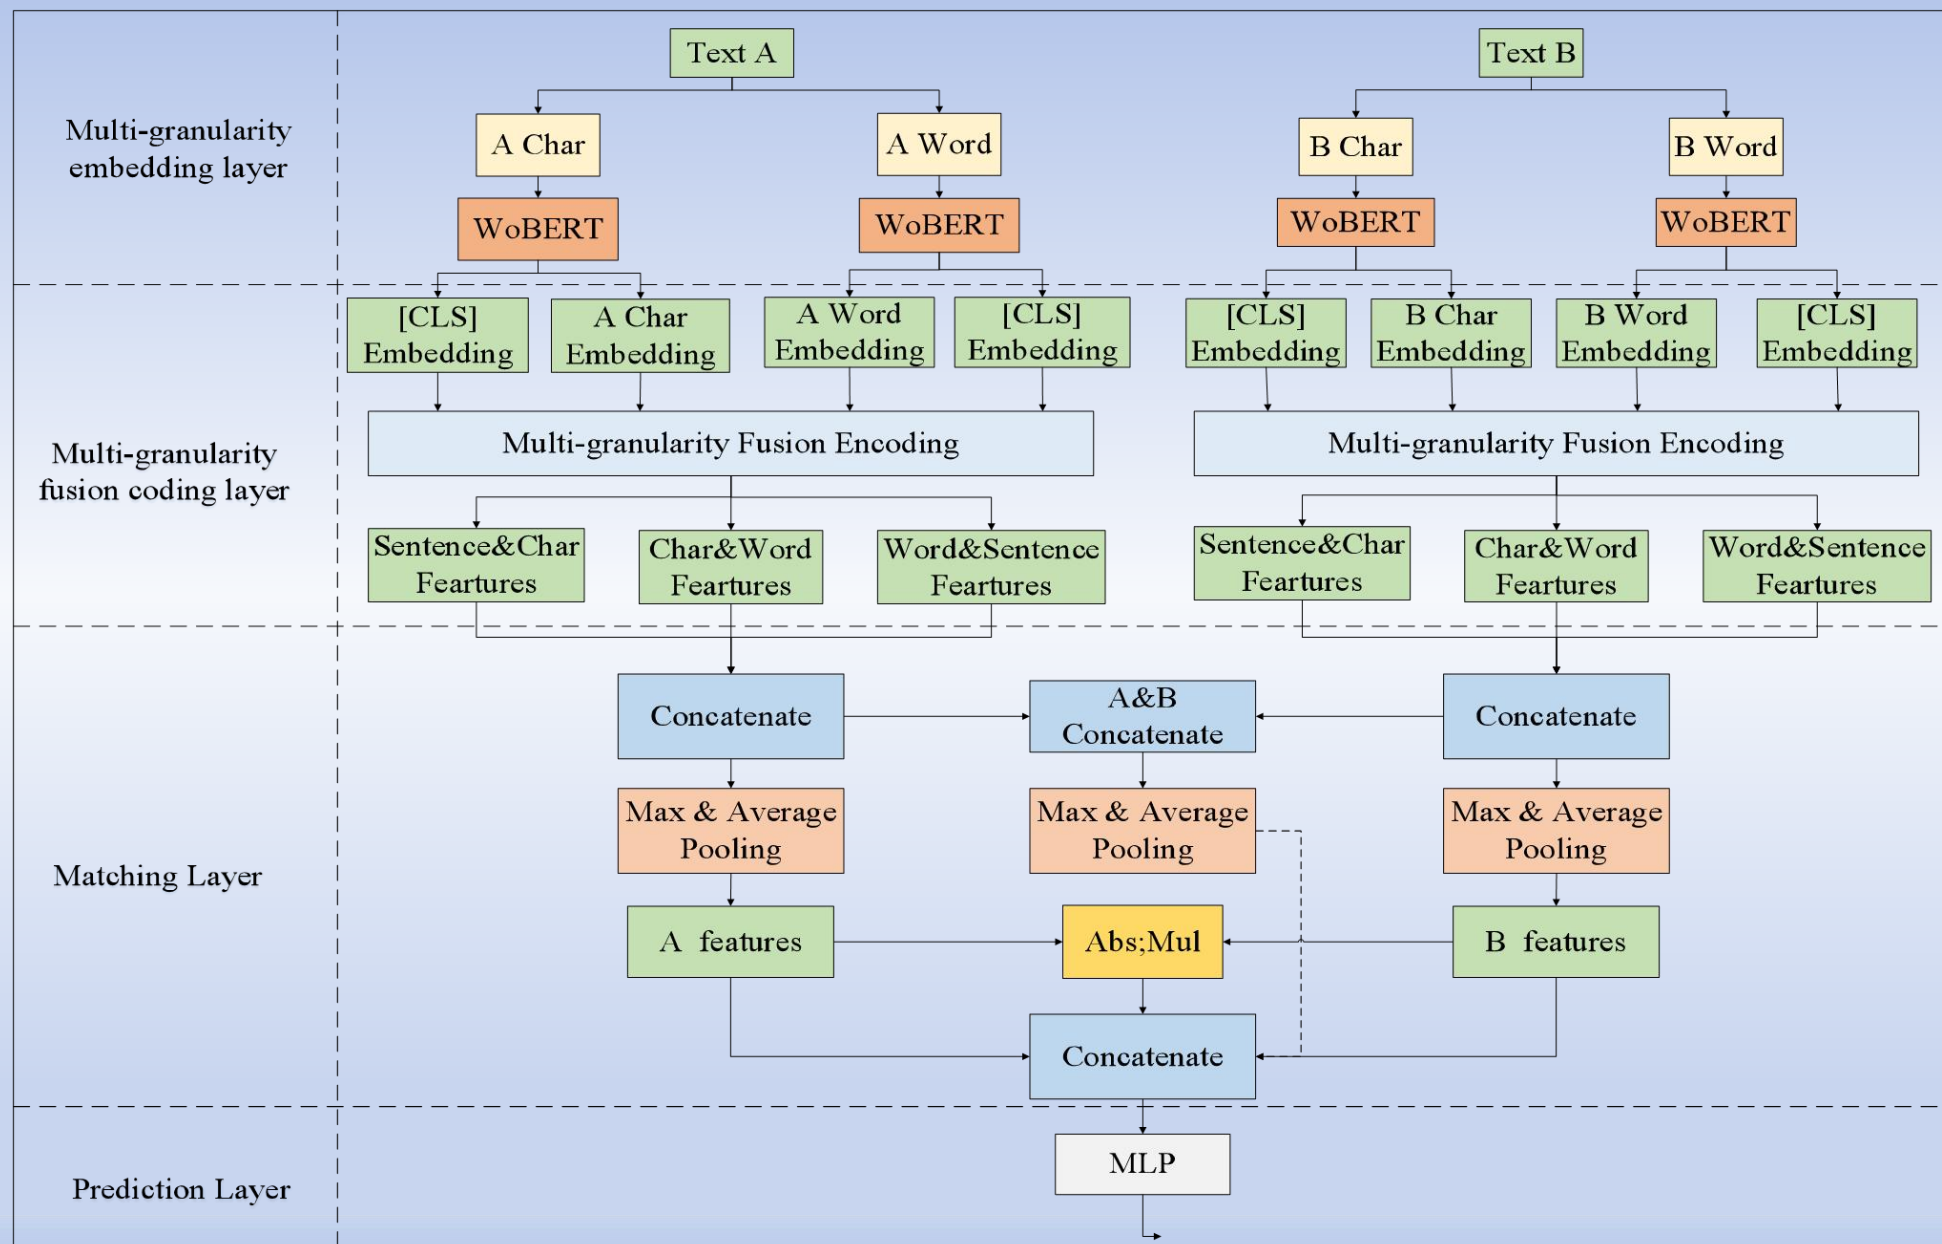 Text A
Text B
Multi-granularity
embedding layer
A Char
A Word
B Char
B Word
WoBERT
WoBERT
WoBERT
WoBERT
[CLS]
Embedding
A Char
Embedding
A Word
Embedding
[CLS]
Embedding
[CLS]
Embedding
B Char
Embedding
B Word
Embedding
[CLS]
Embedding
Multi-granularity
fusion coding layer
Multi-granularity Fusion Encoding
Multi-granularity Fusion Encoding
Sentence&Char
Feartures
Char&Word
Feartures
Word&Sentence
Feartures
Sentence&Char
Feartures
Char&Word
Feartures
Word&Sentence
Feartures
Matching Layer
Concatenate
A&B
Concatenate
Concatenate
Max & Average
Pooling
Max & Average
Pooling
Max & Average
Pooling
A features
Abs;Mul
B features
Concatenate
Prediction Layer
MLP